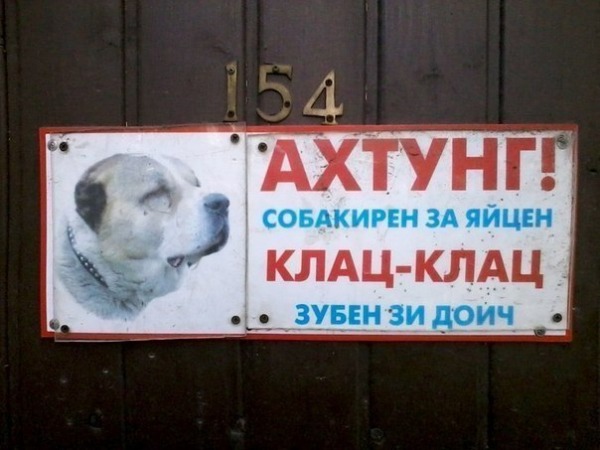 154
АХТУНГ!
СОБАКИРЕН ЗА ЯЙЦЕН
КЛАЦ-КЛАЦ
ЗУБЕН ЗИ ДОИЧ